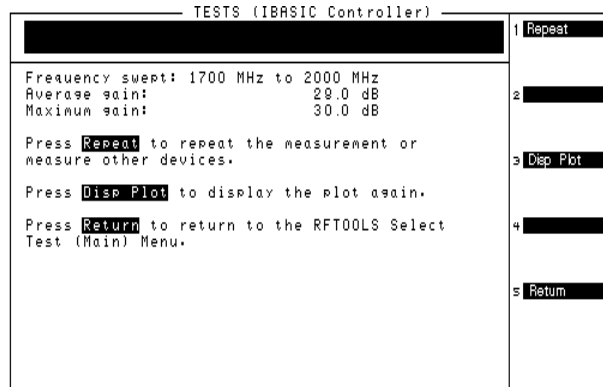 TESTS (IBASIC Controller)
Frequency swept: 1700 MHz to 2000 MHz
Average gain: 29.0 dB
Maximum gain: 30.0 dB
Press Repeat to repeat the measurement or
measure other devices.
Press Disp Plot to display the plot again.
Press Return to return to the RFTOOLS Select
Test (Main) Menu.
1 Repeat
2
3 Disp Plot
4
5 Return